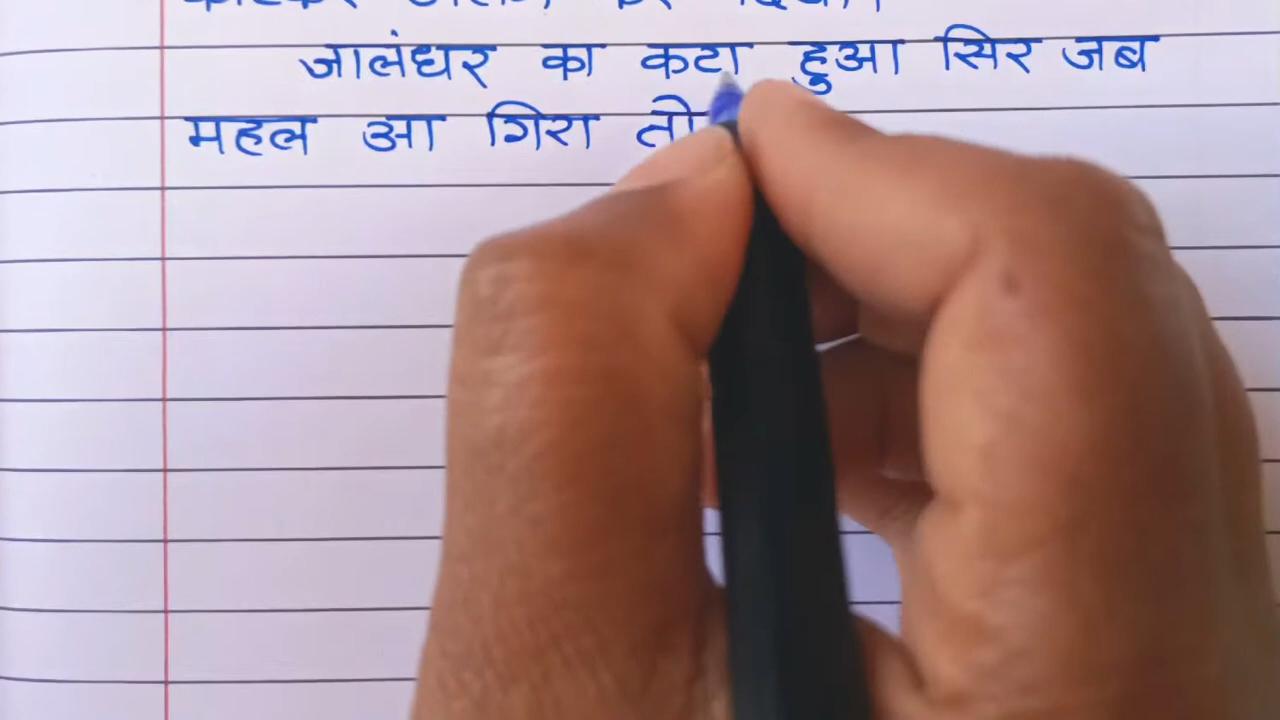 जालंधर का कटा हुआ सिर जब
महल आ गिरा तो